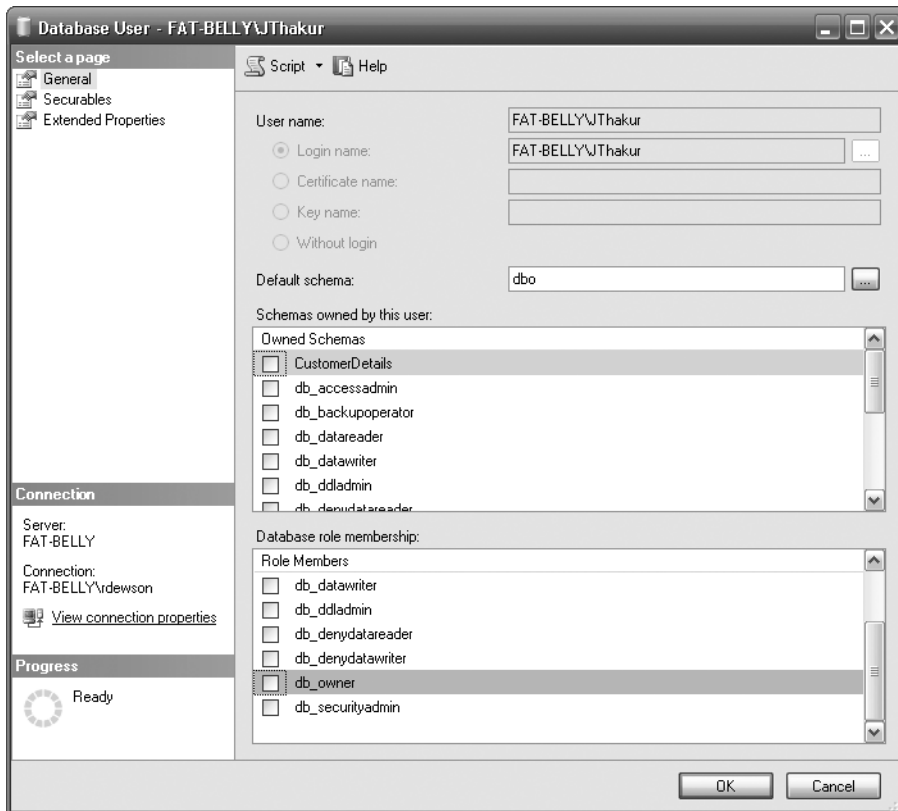 Database User - FAT-BELLY\JThakur
Select a page
General
Securables
Extended Properties
Script
Help
User name:
FAT-BELLY\JThakur
Login name:
FAT-BELLY\JThakur
...
Certificate name:
Key name:
Without login
Default schema:
dbo
...
Schemas owned by this user:
Owned Schemas
CustomerDetails
db_accessadmin
db_backupoperator
db_datareader
db_datawriter
db_ddladmin
db_denydatareader
Database role membership:
Role Members
db_datawriter
db_ddladmin
db_denydatareader
db_denydatawriter
db_owner
db_securityadmin
Connection
Server:
FAT-BELLY
Connection:
FAT-BELLY\rdewson
View connection properties
Progress
Ready
OK
Cancel